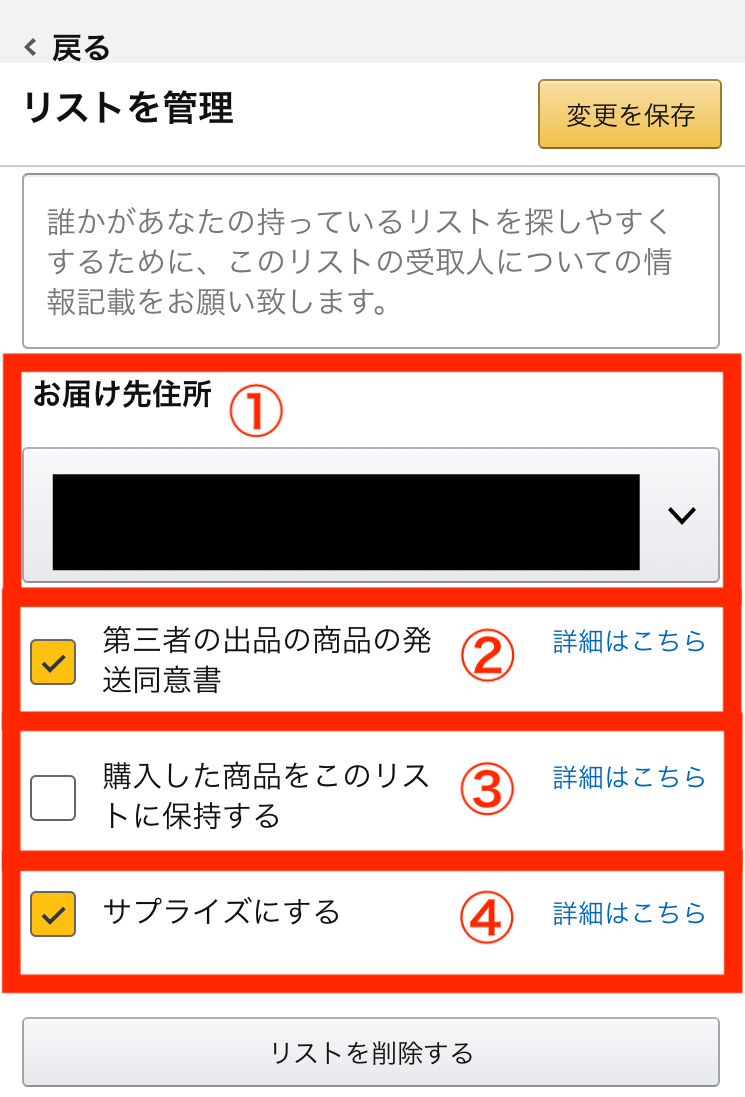 戻る
リストを管理
変更を保存
誰かがあなたの持っているリストを探しやすく
するために、このリストの受取人についての情
報記載をお願い致します。
お届け先住所 ①
第三者の出品の商品の発
送同意書
② 詳細はこちら
購入した商品をこのリス
トに保持する
③ 詳細はこちら
サプライズにする ④ 詳細はこちら
リストを削除する